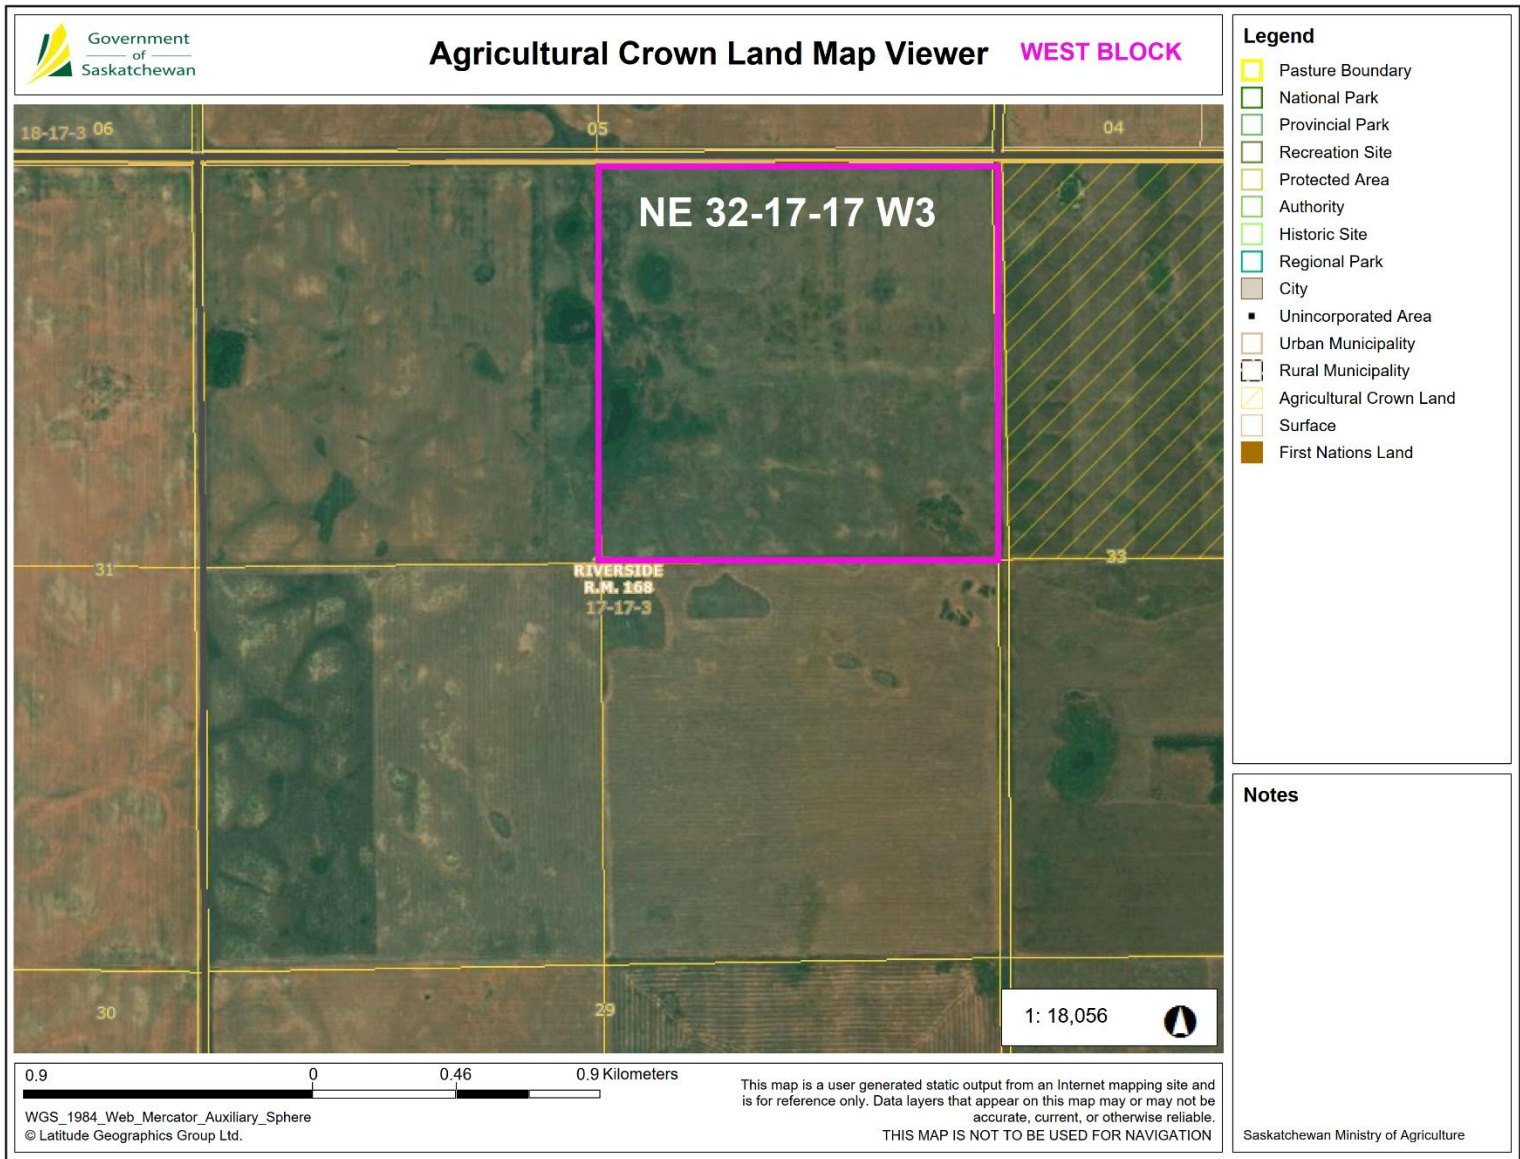 Government
of
Saskatchewan
Agricultural Crown Land Map Viewer WEST BLOCK
18-17-3 06
05
04
NE 32-17-17 W3
31
RIVERSIDE
R.M. 168
17-17-3
33
30
29
1: 18,056
0.9 0 0.46 0.9 Kilometers
WGS_1984_Web_Mercator_Auxiliary_Sphere
© Latitude Geographics Group Ltd.
This map is a user generated static output from an Internet mapping site and
is for reference only. Data layers that appear on this map may or may not be
accurate, current, or otherwise reliable.
THIS MAP IS NOT TO BE USED FOR NAVIGATION
Legend
Pasture Boundary
National Park
Provincial Park
Recreation Site
Protected Area
Authority
Historic Site
Regional Park
City
Unincorporated Area
Urban Municipality
Rural Municipality
Agricultural Crown Land
Surface
First Nations Land
Notes
Saskatchewan Ministry of Agriculture